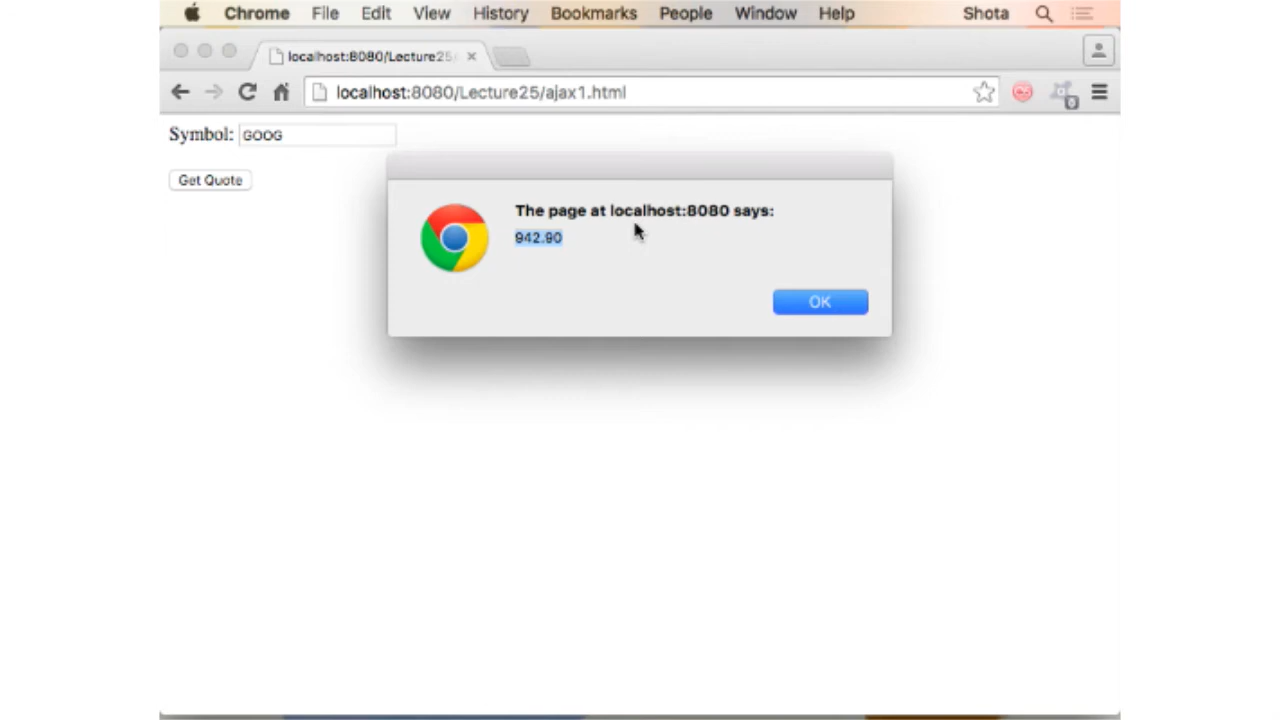 Chrome File Edit View History Bookmarks People Window Help Shota
localhost:8080/Lecture25/
localhost:8080/Lecture25/ajax1.html
Symbol: GOOG
Get Quote
The page at localhost:8080 says:
942.90
OK